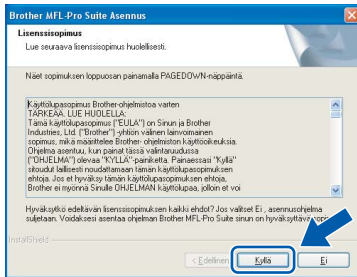 Brother MFL-Pro Suite Asennus
Lisenssisopimus
Lue seuraava lisenssisopimus huolellisesti.
Näet sopimuksen loppuosan painamalla PAGEDOWN-näppäintä.
Käyttölupasopimus Brother-ohjelmistoa varten
TÄRKEÄÄ. LUE HUOLELLA:
Tämä käyttölupasopimus ("EULA") on Sinun ja Brother
Industries, Ltd. ("Brother") -yhtiön välinen lainvoimainen
sopimus, mikä määrittelee Brother- ohjelmiston käyttöoikeuksia.
Ohjelma asentuu, kun painat tässä valintaruudussa
("OHJELMA") olevaa "KYLLÄ"-painiketta. Painaessasi "Kyllä"
sitoudut laillisesti noudattamaan tämän käyttölupasopimuksen
ehtoja. Jos et hyväksy tämän käyttölupasopimuksen ehtoja,
Brother ei myönnä Sinulle OHJELMAN käyttölupaa, jolloin et voi
Hyväksytkö edeltävän lisenssisopimuksen kaikki ehdot? Jos valitset Ei , asennusohjelma
suljetaan. Voidaksesi asentaa ohjelman Brother MFL-Pro Suite sinun on hyväksyttävä
InstallShield
< Edellinen
Kyllä
Ei